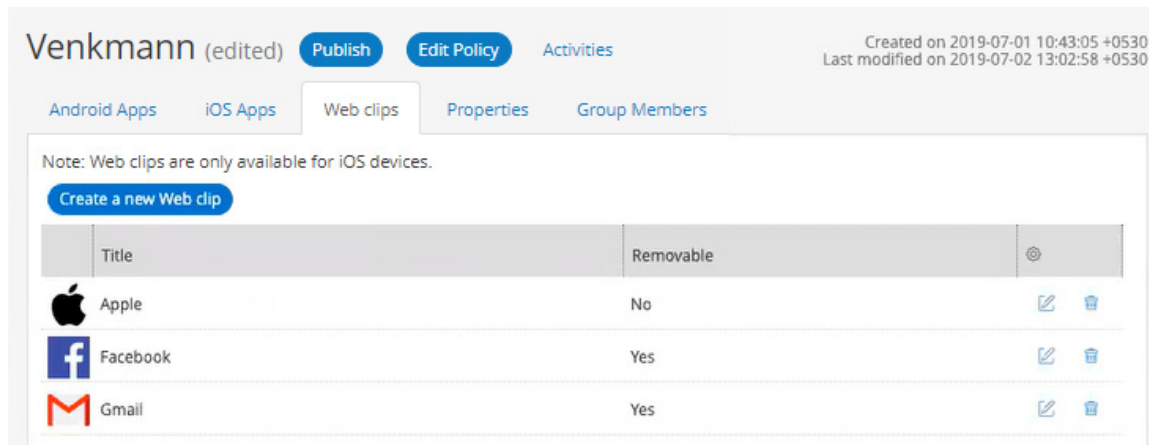 Venkmann (edited) Publish Edit Policy Activities Created on 2019-07-01 10:43:05 +0530
Last modified on 2019-07-02 13:02:58 +0530
Android Apps iOS Apps Web clips Properties Group Members
Note: Web clips are only available for iOS devices.
Create a new Web clip
Title Removable
Apple No
Facebook Yes
Gmail Yes